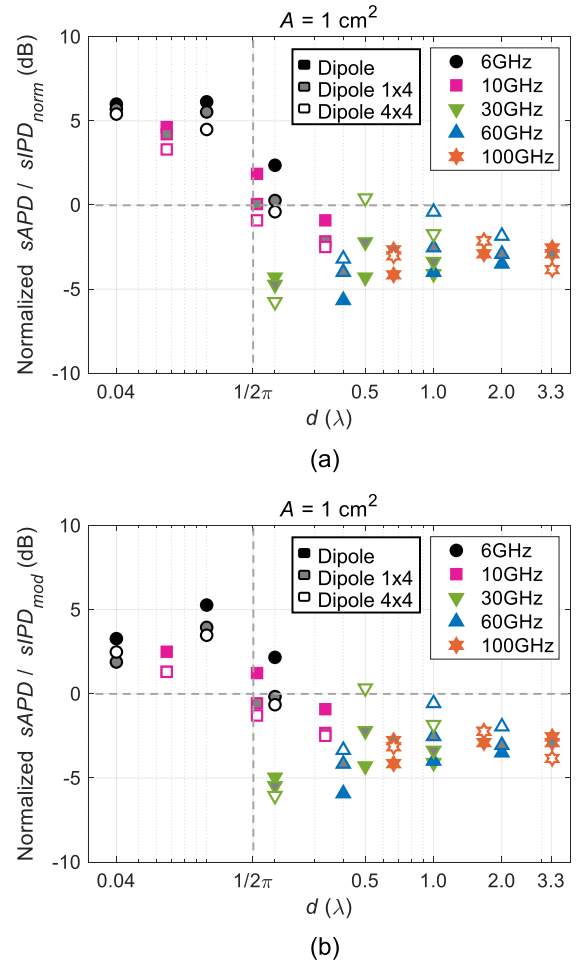 A = 1 cm²
Normalized sAPD / sIPD_norm (dB)
10
5
0
-5
-10
Dipole
Dipole 1x4
Dipole 4x4
6GHz
10GHz
30GHz
60GHz
100GHz
0.04
1/2π
0.5
1.0
2.0
3.3
d (λ)
(a)
A = 1 cm²
Normalized sAPD / sIPD_mod (dB)
10
5
0
-5
-10
Dipole
Dipole 1x4
Dipole 4x4
6GHz
10GHz
30GHz
60GHz
100GHz
0.04
1/2π
0.5
1.0
2.0
3.3
d (λ)
(b)